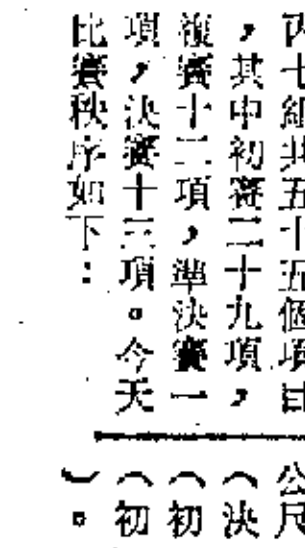 丙七組共五十五個項目
，其中初賽二十九項，
複賽十二項，準決賽一
項，決賽十三項。今天
比賽秩序如下：
公尺
（決
（初
（初
）。